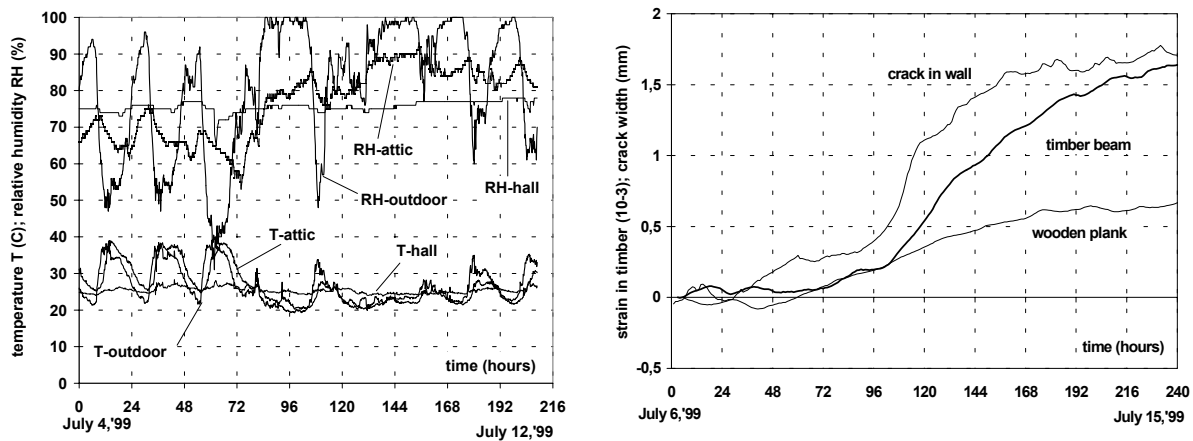 temperature T (C); relative humidity RH (%)
100
90
80
70
60
50
40
30
20
10
0
RH-attic
RH-outdoor
RH-hall
T-attic
T-hall
T-outdoor
time (hours)
0 24 48 72 96 120 144 168 192 216
July 4,'99
July 12,'99
strain in timber (10-3); crack width (mm)
2
1,5
1
0,5
0
-0,5
crack in wall
timber beam
wooden plank
time (hours)
0 24 48 72 96 120 144 168 192 216 240
July 6,'99
July 15,'99